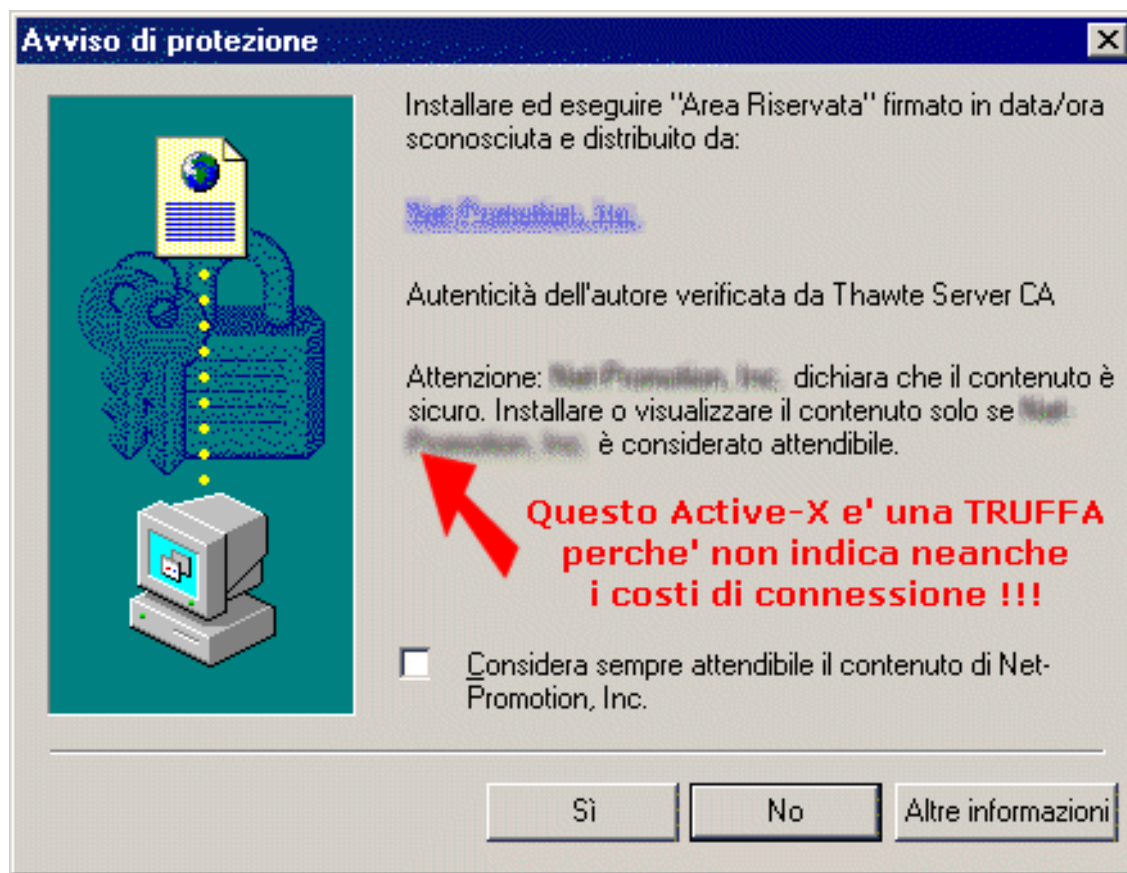 Avviso di protezione
Installare ed eseguire "Area Riservata" firmato in data/ora
sconosciuta e distribuito da:
Autenticità dell'autore verificata da Thawte Server CA
Attenzione: dichiara che il contenuto è
sicuro. Installare o visualizzare il contenuto solo se
è considerato attendibile.
Questo Active-X e' una TRUFFA
perche' non indica neanche
i costi di connessione !!!
Considera sempre attendibile il contenuto di Net-
Promotion, Inc.
Sì
No
Altre informazioni